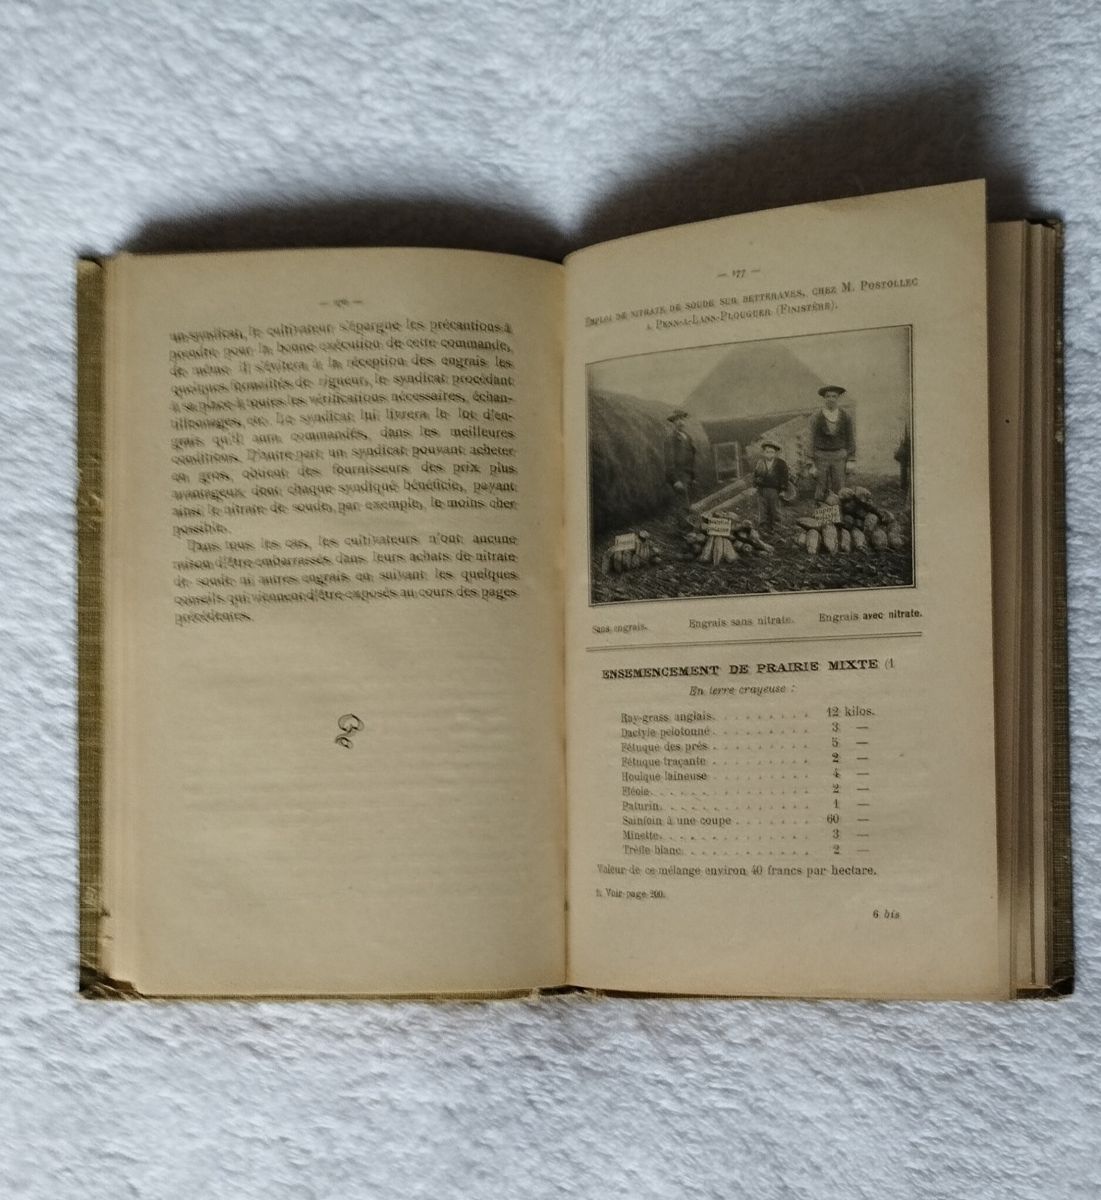 — 176 —
un syndicat, le cultivateur s'épargne les précautions à
prendre pour la bonne exécution de cette commande,
de même il s'évitera à la réception des engrais les
quelques formalités de rigueur, le syndicat procédant
à sa place à toutes les vérifications nécessaires, échan-
tillonnages, etc. Le syndicat lui livrera le lot d'en-
grais qu'il aura commandés, dans les meilleures
conditions. D'autre part un syndicat pouvant acheter
en gros, obtient des fournisseurs des prix plus
avantageux dont chaque syndiqué bénéficie, payant
ainsi le nitrate de soude, par exemple, le moins cher
possible.
Dans tous les cas, les cultivateurs n'ont aucune
raison d'être embarrassés dans leurs achats de nitrate
de soude ni autres engrais en suivant les quelques
conseils qui viennent d'être exposés au cours des pages
précédentes.
— 177 —
Emploi de nitrate de soude sur betteraves, chez M. Postollec
a Penn-a-Lann-Plouguer (Finistère).
Sans engrais. Engrais sans nitrate. Engrais avec nitrate.
ENSEMENCEMENT DE PRAIRIE MIXTE (1
En terre crayeuse :
Ray-grass anglais. . . . . . . . 12 kilos.
Dactyle pelotonné . . . . . . . . 3 —
Fétuque des prés . . . . . . . . 5 —
Fétuque traçante . . . . . . . . 2 —
Houlque laineuse . . . . . . . . 4 —
Fléole. . . . . . . . . . . . 2 —
Paturin. . . . . . . . . . . . 1 —
Sainfoin à une coupe . . . . . . 60 —
Minette. . . . . . . . . . . . 3 —
Trèfle blanc. . . . . . . . . . 2 —
Valeur de ce mélange environ 40 francs par hectare.
1. Voir page 200.
6 bis